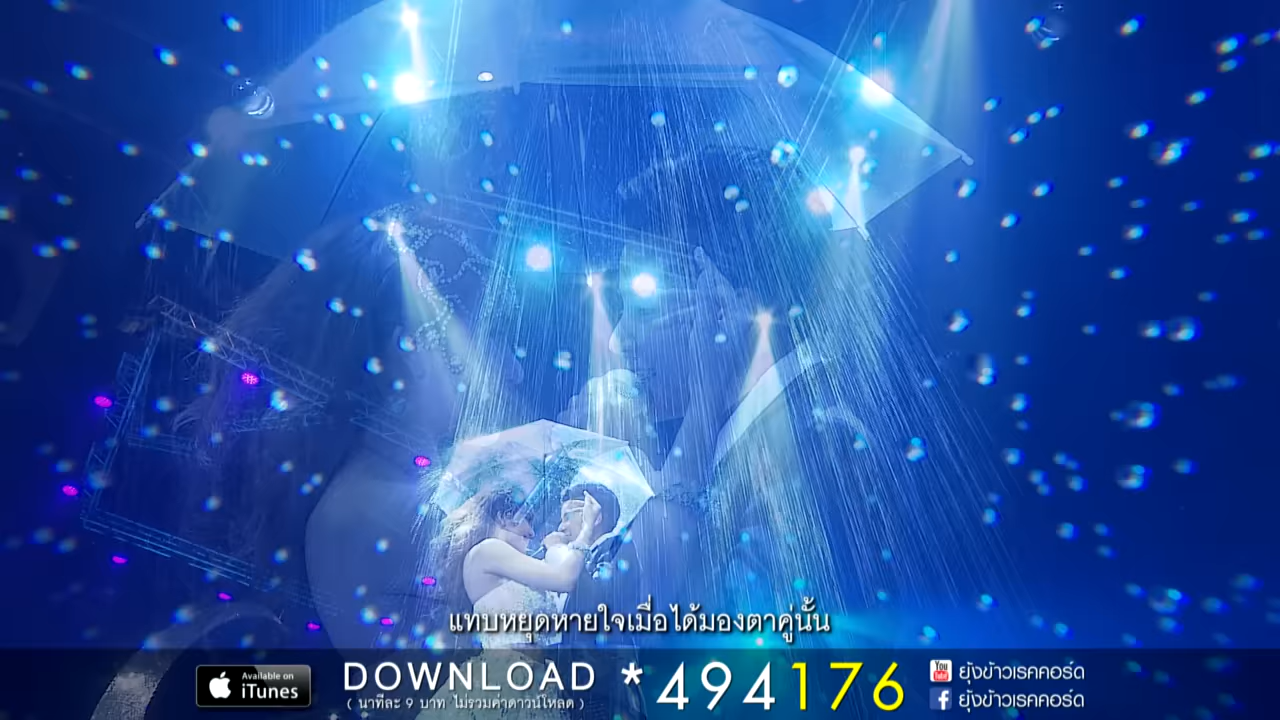 แทบหยุดหายใจเมื่อได้มองตาคู่นั้น
Available on
iTunes
DOWNLOAD *494176
( นาทีละ 9 บาท ไม่รวมค่าดาวน์โหลด )
You Tube ยุ้งข้าวเรคคอร์ด
f ยุ้งข้าวเรคคอร์ด